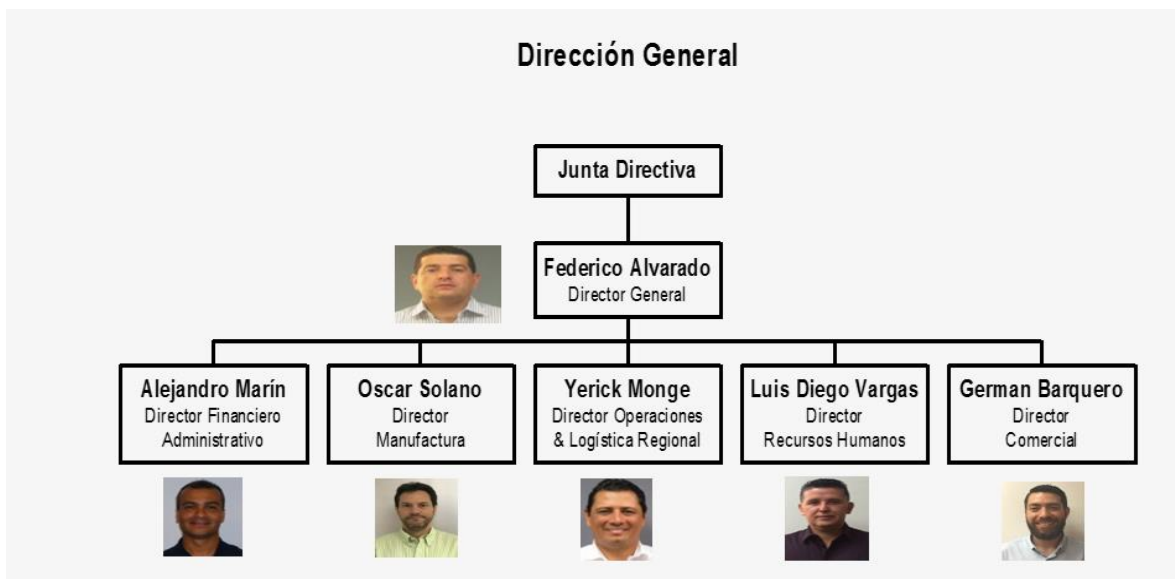 Dirección General
Junta Directiva
Federico Alvarado
Director General
Alejandro Marín
Director Financiero
Administrativo
Oscar Solano
Director
Manufactura
Yerick Monge
Director Operaciones
& Logística Regional
Luis Diego Vargas
Director
Recursos Humanos
German Barquero
Director
Comercial